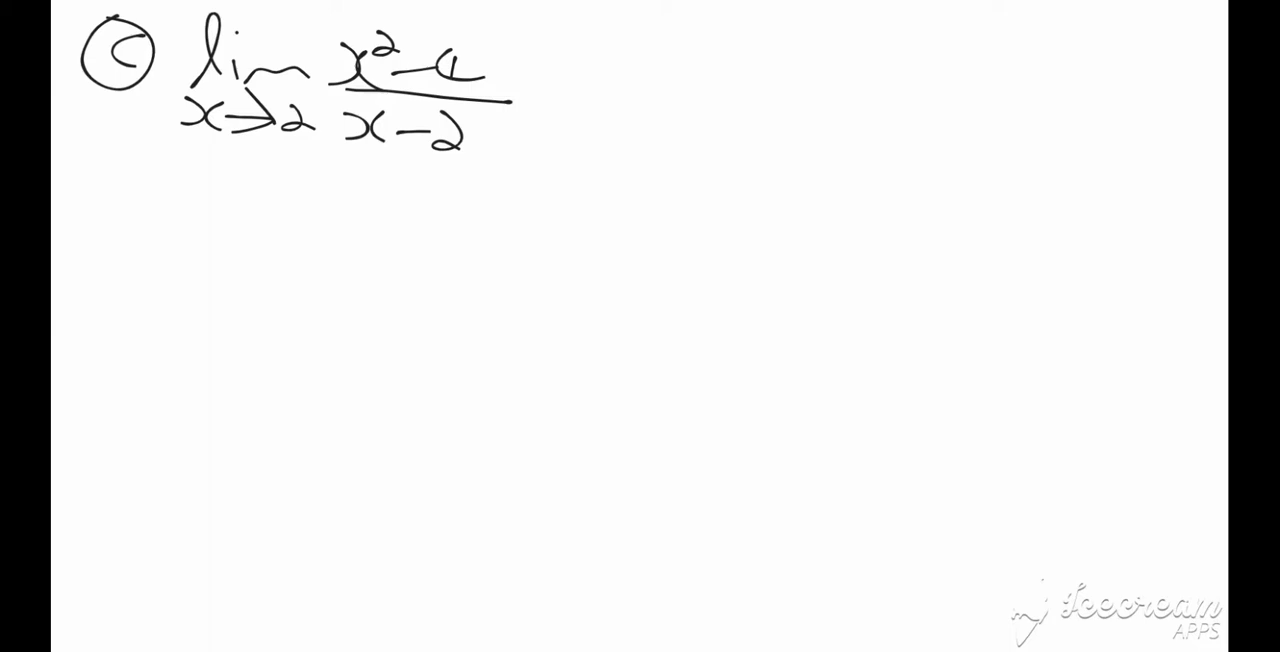 Ⓒ lim x→2 (x² - 4)/(x - 2)
Icecream
APPS